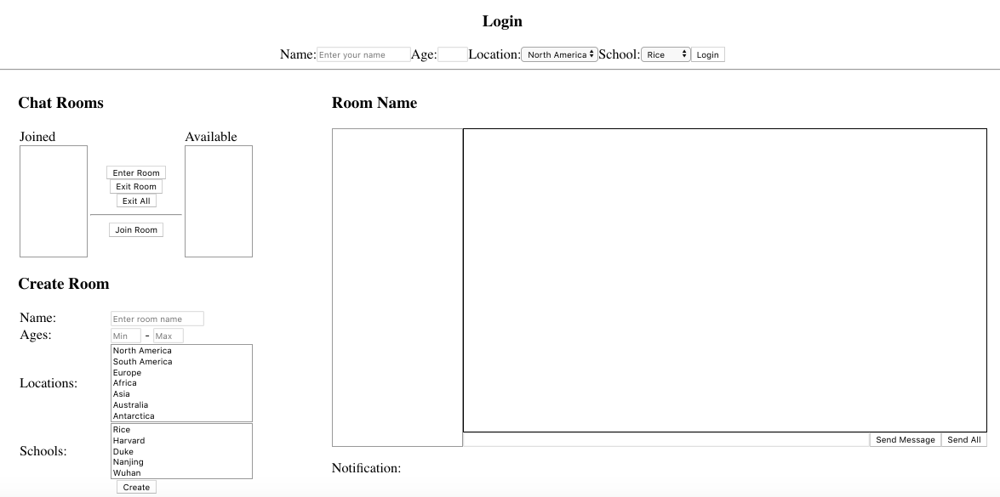 Login
Name: Enter your name Age: Location: North America School: Rice Login
Chat Rooms
Joined
Available
Enter Room
Exit Room
Exit All
Join Room
Create Room
Name: Enter room name
Ages: Min - Max
Locations:
North America
South America
Europe
Africa
Asia
Australia
Antarctica
Schools:
Rice
Harvard
Duke
Nanjing
Wuhan
Create
Room Name
Send Message Send All
Notification: